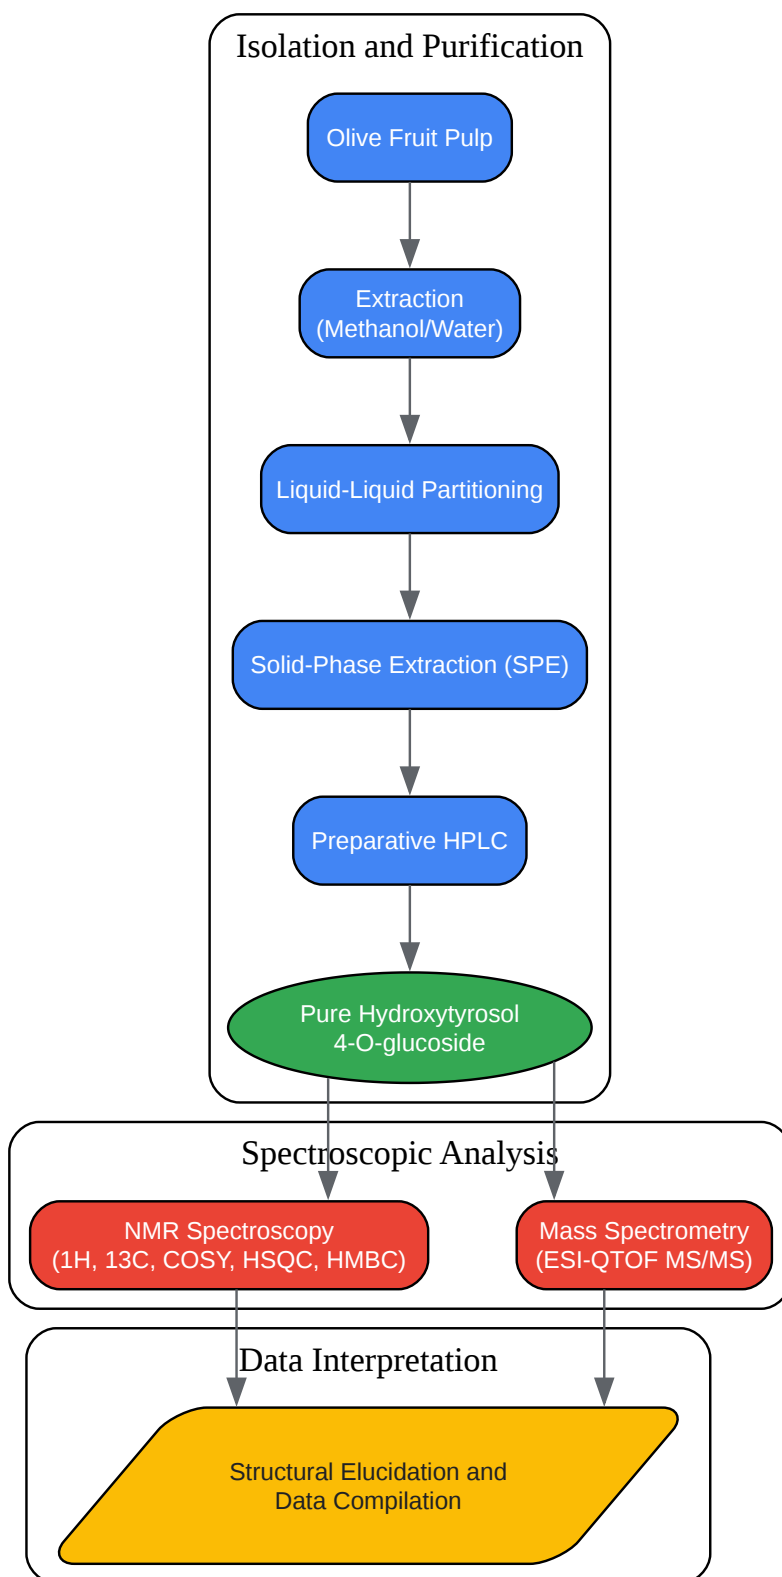 Isolation and Purification
Olive Fruit Pulp
Extraction
(Methanol/Water)
Liquid-Liquid Partitioning
Solid-Phase Extraction (SPE)
Preparative HPLC
Pure Hydroxytyrosol
4-O-glucoside
Spectroscopic Analysis
NMR Spectroscopy
(1H, 13C, COSY, HSQC, HMBC)
Mass Spectrometry
(ESI-QTOF MS/MS)
Data Interpretation
Structural Elucidation and
Data Compilation